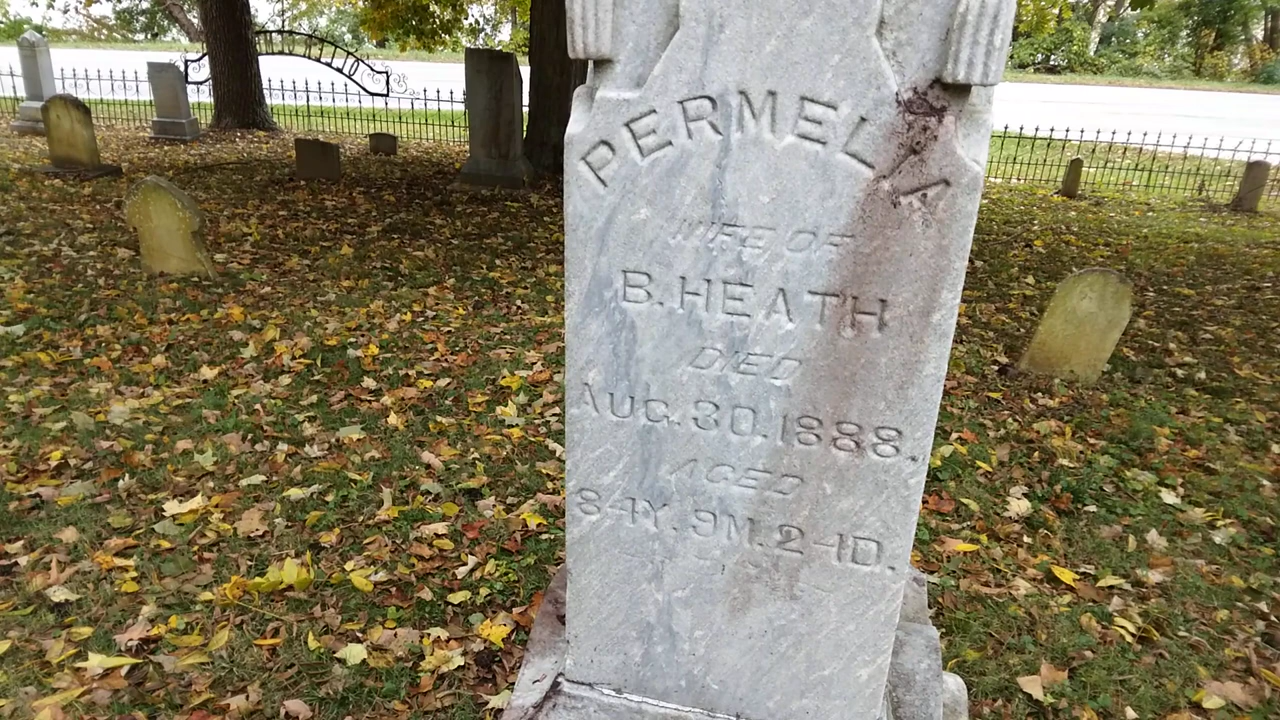 PERMELIA
WIFE OF
B. HEATH
DIED
AUG. 30. 1888.
AGED
84Y. 9M. 24D.